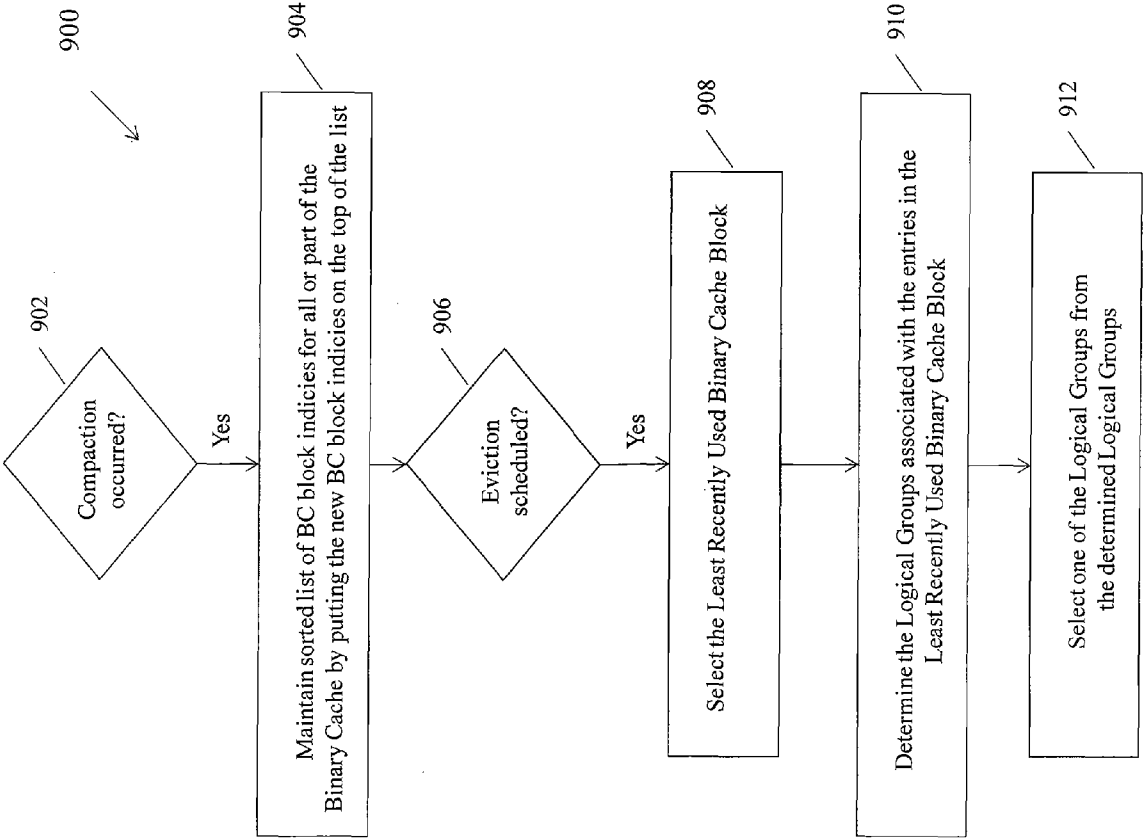 900
902
Compaction
occurred?
Yes
904
Maintain sorted list of BC block indicies for all or part of the
Binary Cache by putting the new BC block indicies on the top of the list
906
Eviction
scheduled?
Yes
908
Select the Least Recently Used Binary Cache Block
910
Determine the Logical Groups associated with the entries in the
Least Recently Used Binary Cache Block
912
Select one of the Logical Groups from
the determined Logical Groups